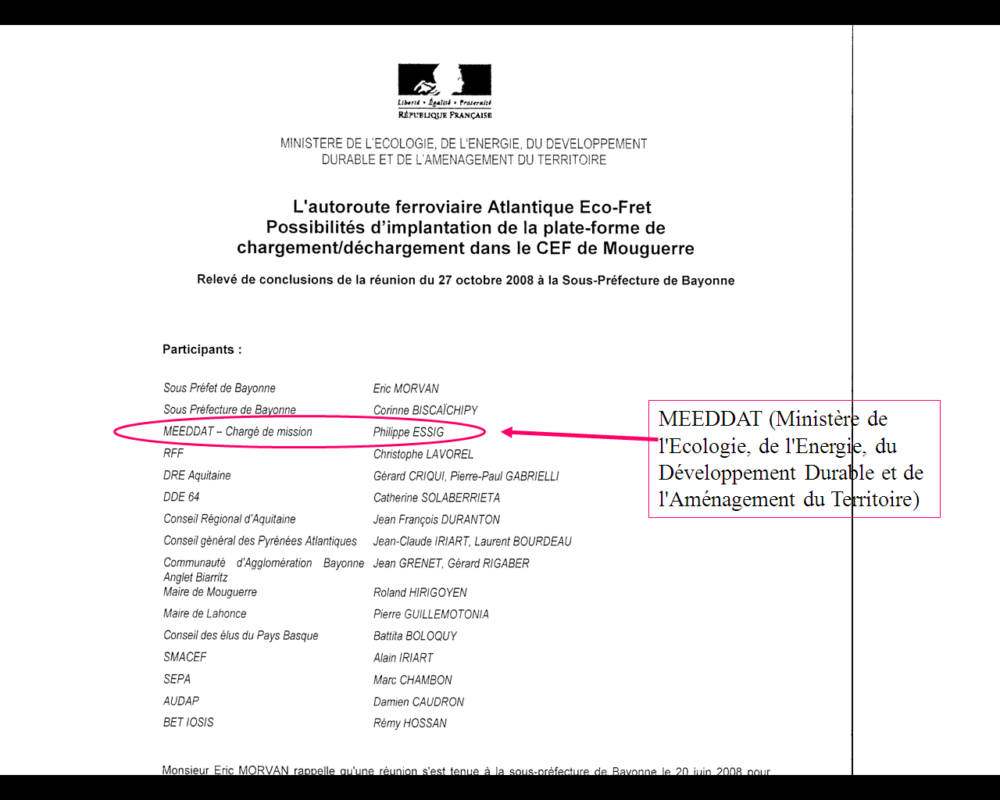 Liberté • Égalité • Fraternité
RÉPUBLIQUE FRANÇAISE
MINISTERE DE L'ECOLOGIE, DE L'ENERGIE, DU DEVELOPPEMENT
DURABLE ET DE L'AMENAGEMENT DU TERRITOIRE
L'autoroute ferroviaire Atlantique Eco-Fret
Possibilités d'implantation de la plate-forme de
chargement/déchargement dans le CEF de Mouguerre
Relevé de conclusions de la réunion du 27 octobre 2008 à la Sous-Préfecture de Bayonne
Participants :
Sous Préfet de Bayonne Eric MORVAN
Sous Préfecture de Bayonne Corinne BISCAÏCHIPY
MEEDDAT – Chargé de mission Philippe ESSIG
RFF Christophe LAVOREL
DRE Aquitaine Gérard CRIQUI, Pierre-Paul GABRIELLI
DDE 64 Catherine SOLABERRIETA
Conseil Régional d'Aquitaine Jean François DURANTON
Conseil général des Pyrénées Atlantiques Jean-Claude IRIART, Laurent BOURDEAU
Communauté d'Agglomération Bayonne Jean GRENET, Gérard RIGABER
Anglet Biarritz
Maire de Mouguerre Roland HIRIGOYEN
Maire de Lahonce Pierre GUILLEMOTONIA
Conseil des élus du Pays Basque Battita BOLOQUY
SMACEF Alain IRIART
SEPA Marc CHAMBON
AUDAP Damien CAUDRON
BET IOSIS Rémy HOSSAN
Monsieur Eric MORVAN rappelle qu'une réunion s'est tenue à la sous-préfecture de Bayonne le 20 juin 2008 pour
MEEDDAT (Ministère de
l'Ecologie, de l'Energie, du
Développement Durable et de
l'Aménagement du Territoire)